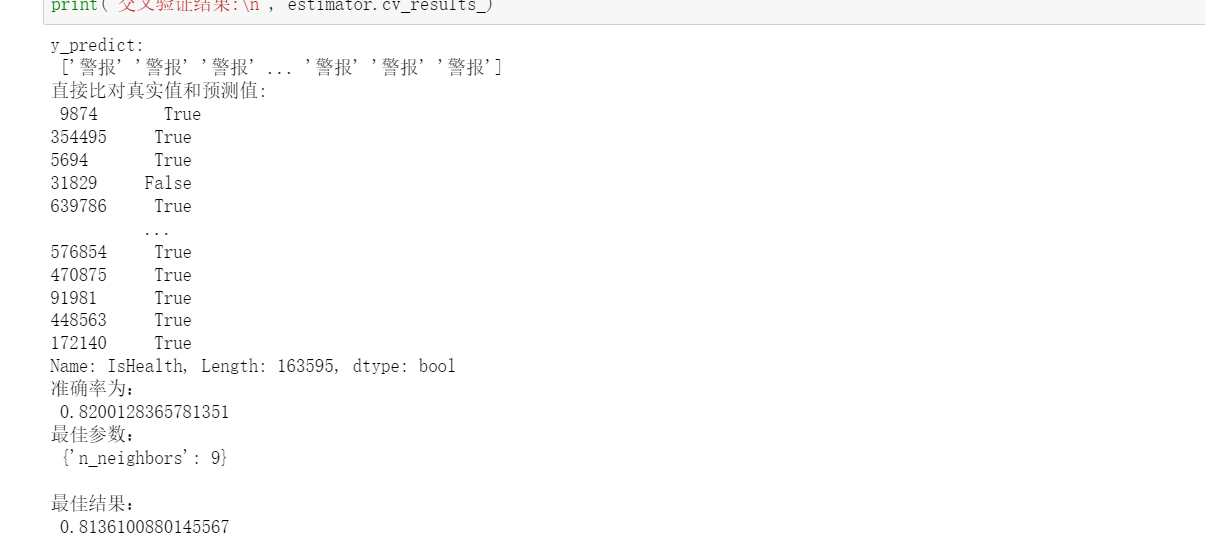 print("交叉验证结果:\n", estimator.cv_results_)
y_predict:
['警报' '警报' '警报' ... '警报' '警报' '警报']
直接比对真实值和预测值:
9874 True
354495 True
5694 True
31829 False
639786 True
...
576854 True
470875 True
91981 True
448563 True
172140 True
Name: IsHealth, Length: 163595, dtype: bool
准确率为：
0.8200128365781351
最佳参数：
{'n_neighbors': 9}
最佳结果：
0.8136100880145567